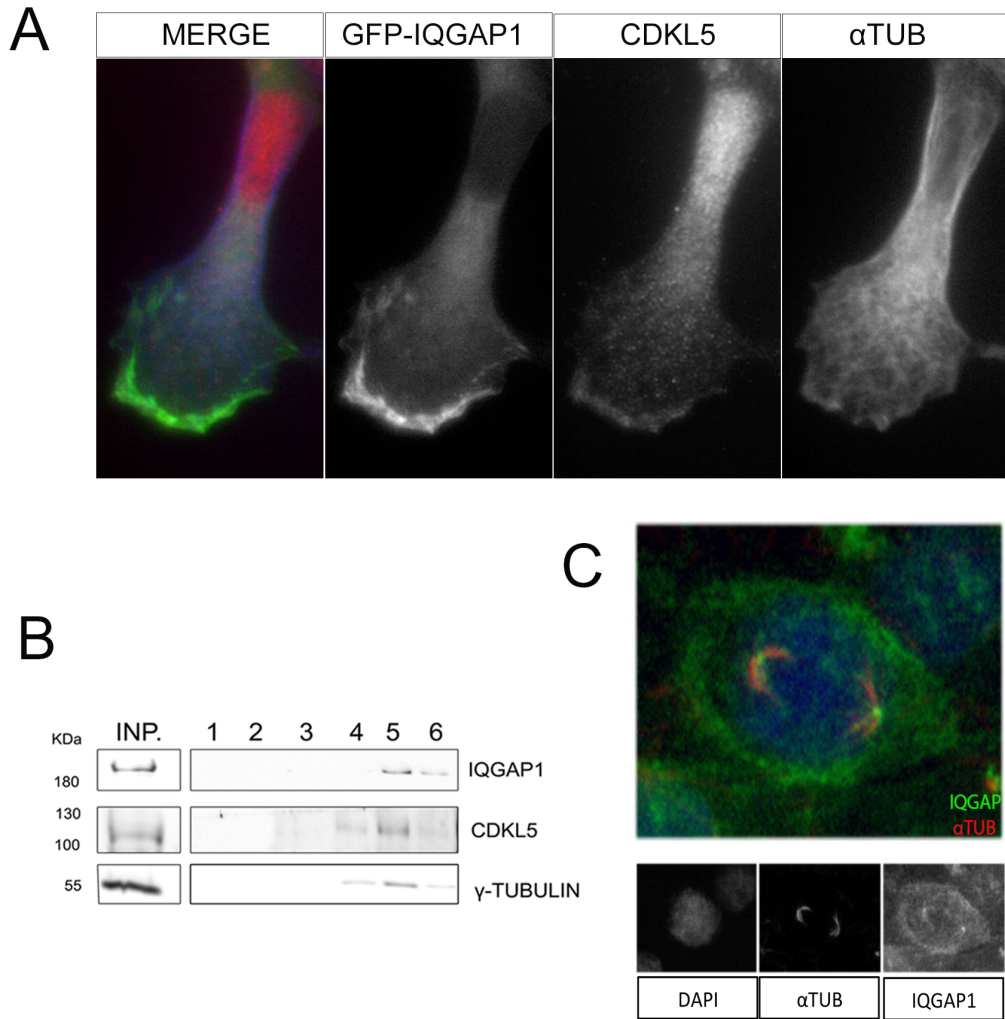 A
MERGE
GFP-IQGAP1
CDKL5
αTUB
B
KDa
INP.
1 2 3 4 5 6
180
IQGAP1
130
100
CDKL5
55
γ-TUBULIN
C
IQGAP
αTUB
DAPI
αTUB
IQGAP1